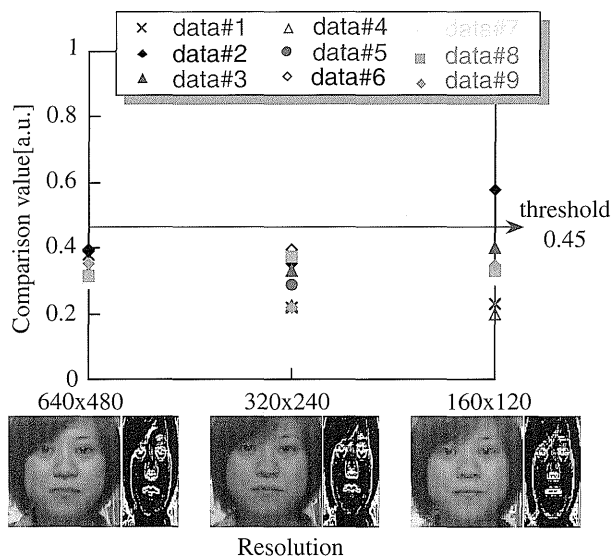 × data#1 △ data#4 data#7
◆ data#2 ● data#5 ■ data#8
▲ data#3 ◇ data#6 ◆ data#9
Comparison value[a.u.]
1
0.8
0.6
0.4
0.2
0
threshold
0.45
640x480 320x240 160x120
Resolution